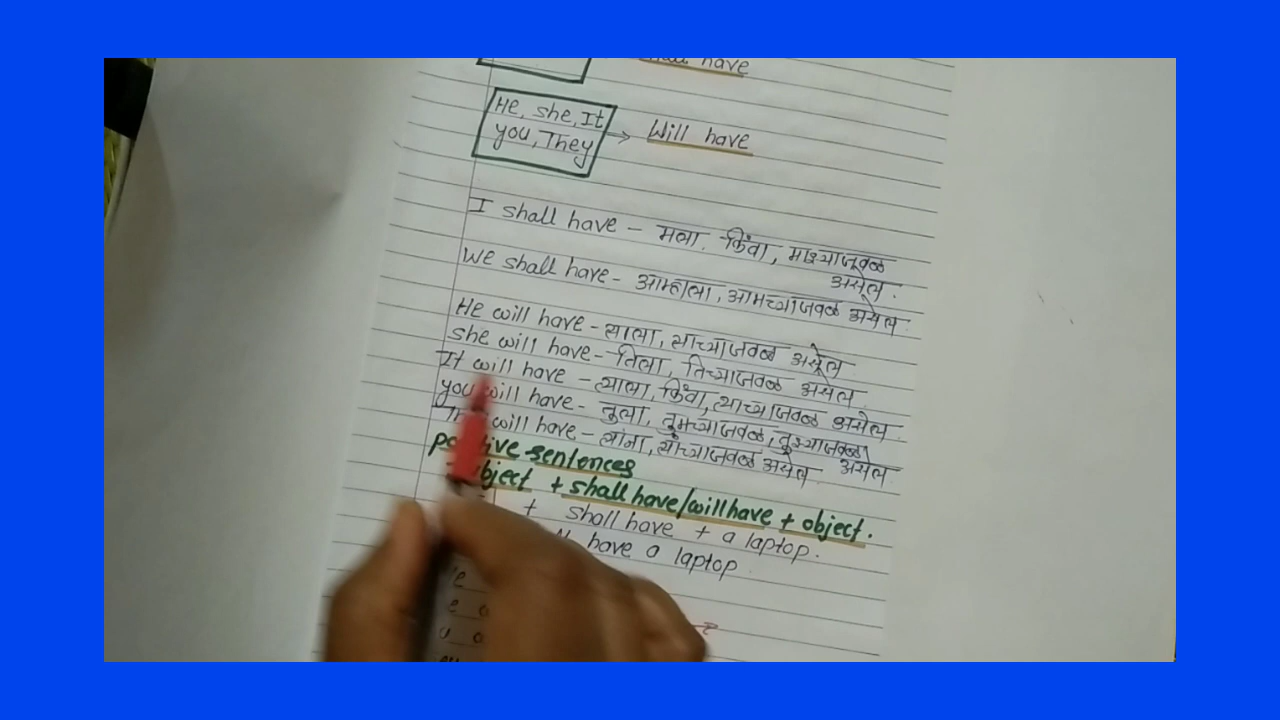 shall have
He, she, It
you, They → Will have
I shall have - मला. किंवा, माझ्याजवळ
असेल.
We shall have - आम्हाला, आमच्याजवळ असेल.
He will have - त्याला, त्याच्याजवळ असेल.
she will have - तिला, तिच्याजवळ असेल
It will have - त्याला, किंवा, त्याच्याजवळ असेल.
you will have - तुला, तुमच्याजवळ, तुझ्याजवळ
असेल
will have - त्यांना, त्यांच्याजवळ असेल
sentences
+ shall have/will have + object.
+ shall have + a laptop.
have a laptop